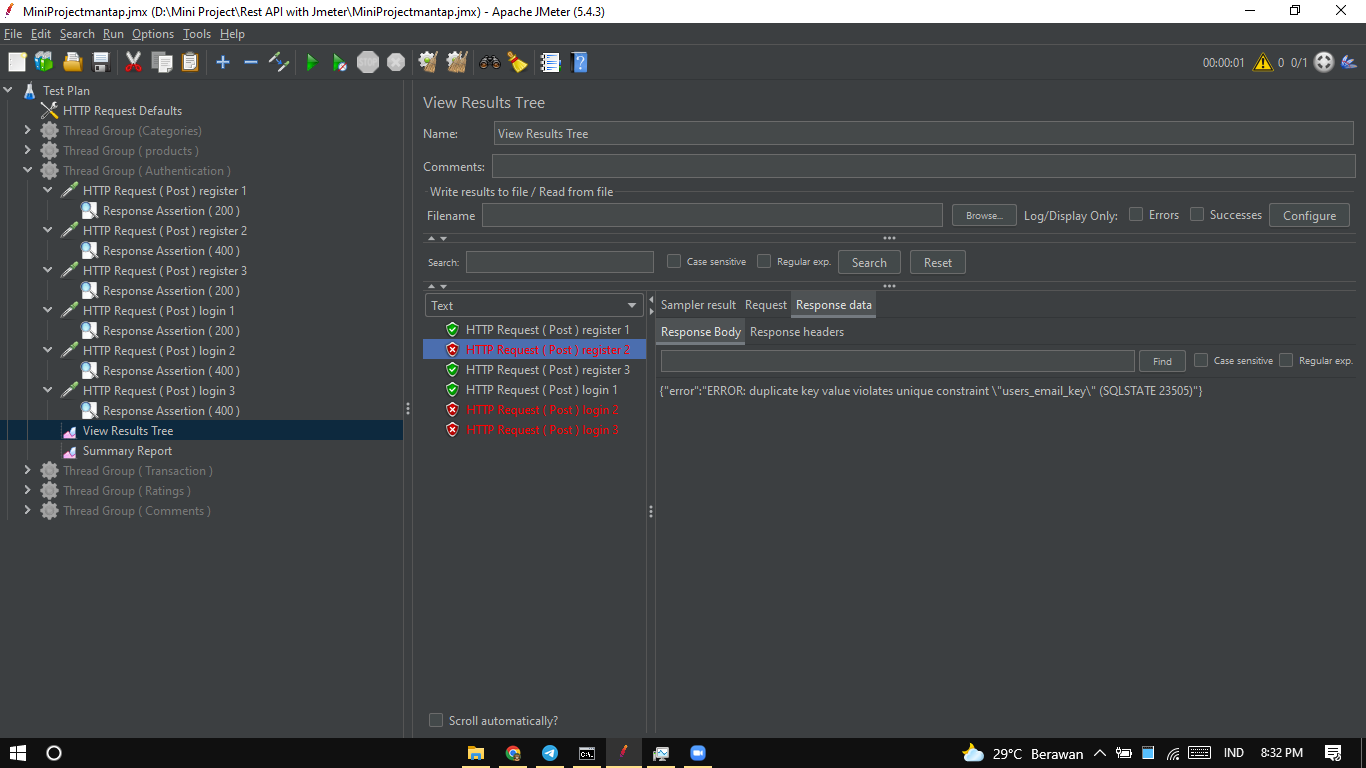 MiniProjectmantap.jmx (D:\Mini Project\Rest API with Jmeter\MiniProjectmantap.jmx) - Apache JMeter (5.4.3)
File Edit Search Run Options Tools Help
STOP
00:00:01 0 0/1
Test Plan
HTTP Request Defaults
Thread Group (Categories)
Thread Group ( products )
Thread Group ( Authentication )
HTTP Request ( Post ) register 1
Response Assertion ( 200 )
HTTP Request ( Post ) register 2
Response Assertion ( 400 )
HTTP Request ( Post ) register 3
Response Assertion ( 200 )
HTTP Request ( Post ) login 1
Response Assertion ( 200 )
HTTP Request ( Post ) login 2
Response Assertion ( 400 )
HTTP Request ( Post ) login 3
Response Assertion ( 400 )
View Results Tree
Summary Report
Thread Group ( Transaction )
Thread Group ( Ratings )
Thread Group ( Comments )
View Results Tree
Name: View Results Tree
Comments:
Write results to file / Read from file
Filename Browse... Log/Display Only: Errors Successes Configure
Search: Case sensitive Regular exp. Search Reset
Text
HTTP Request ( Post ) register 1
HTTP Request ( Post ) register 2
HTTP Request ( Post ) register 3
HTTP Request ( Post ) login 1
HTTP Request ( Post ) login 2
HTTP Request ( Post ) login 3
Scroll automatically?
Sampler result Request Response data
Response Body Response headers
Find Case sensitive Regular exp.
{"error":"ERROR: duplicate key value violates unique constraint \"users_email_key\" (SQLSTATE 23505)"}
29°C Berawan IND 8:32 PM